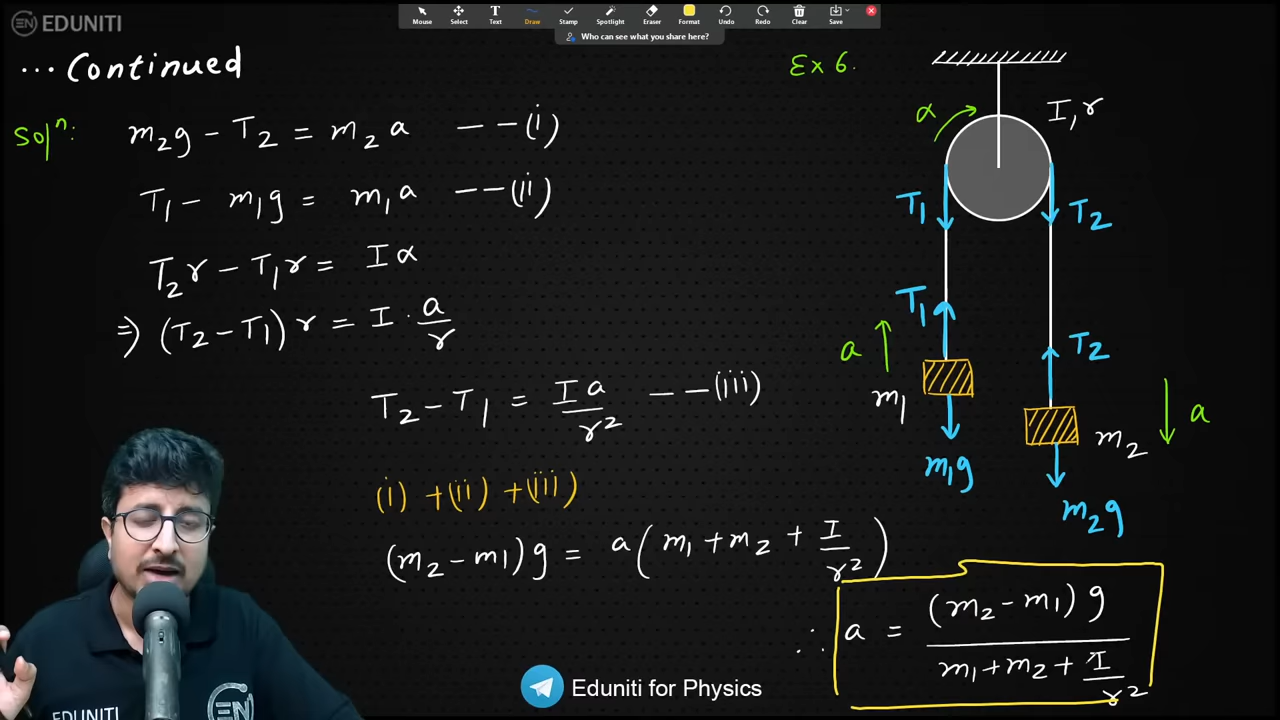 EN EDUNITI
Mouse Select Text Draw Stamp Spotlight Eraser Format Undo Redo Clear Save
Who can see what you share here?
... Continued
Ex 6.
Solⁿ:
m₂g − T₂ = m₂a −−(i)
T₁ − m₁g = m₁a −−(ii)
T₂r − T₁r = Iα
⇒ (T₂−T₁) r = I · a/r
T₂ − T₁ = Ia/r² −−(iii)
(i) + (ii) + (iii)
(m₂−m₁)g = a(m₁+m₂+ I/r²)
∴ a = (m₂−m₁)g / (m₁+m₂+ I/r²)
α
I, r
T₁
T₂
T₁
T₂
a
m₁
m₂
a
m₁g
m₂g
Eduniti for Physics
EDUNITI
EN